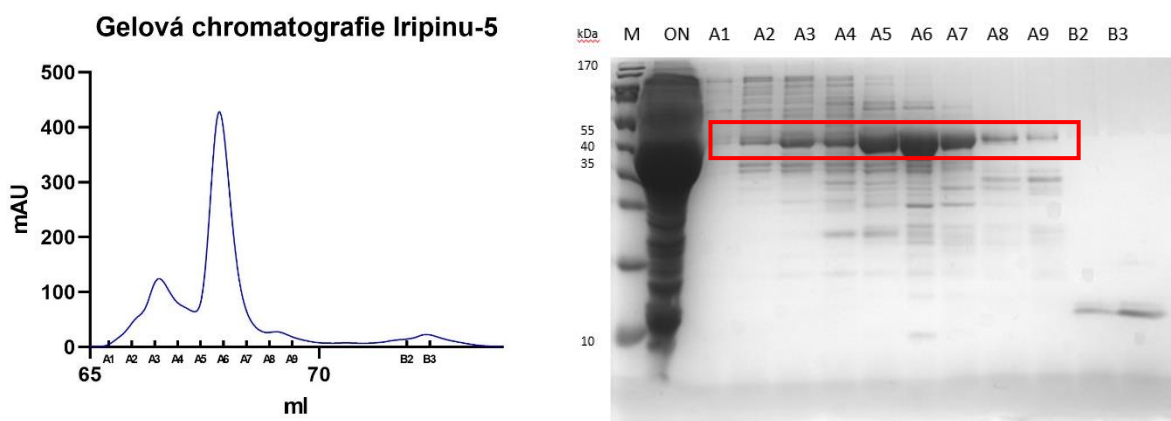 Gelová chromatografie Iripinu-5
500
400
300
200
100
0
mAU
A1 A2 A3 A4 A5 A6 A7 A8 A9 B2 B3
65 70
ml
kDa M ON A1 A2 A3 A4 A5 A6 A7 A8 A9 B2 B3
170
55
40
35
10